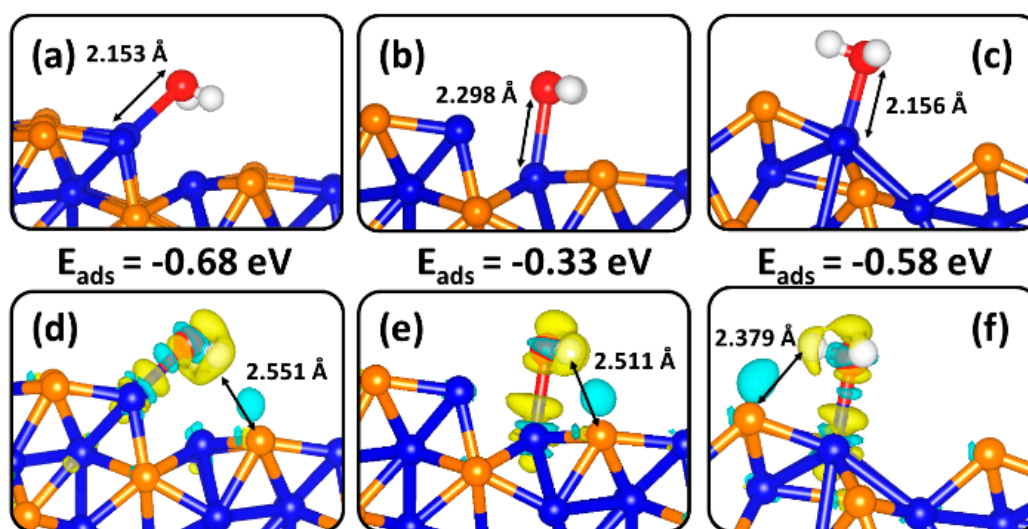 (a) (b) (c)
2.153 Å
2.298 Å
2.156 Å
E_ads = -0.68 eV E_ads = -0.33 eV E_ads = -0.58 eV
(d) (e) (f)
2.551 Å
2.511 Å
2.379 Å